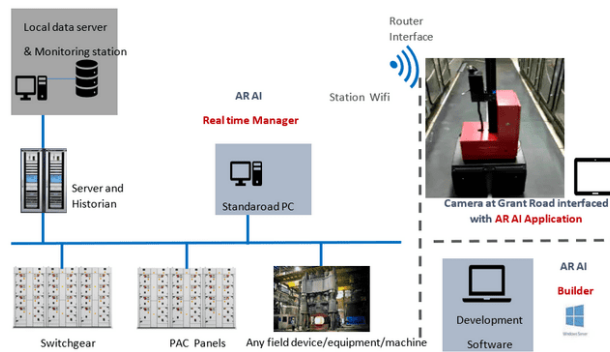 Local data server
& Monitoring station
Router
Interface
AR AI
Station Wifi
Real time Manager
Server and
Historian
Standaroad PC
Camera at Grant Road interfaced
with AR AI Application
Switchgear
PAC Panels
Any field device/equipment/machine
Development
Software
AR AI
Builder
Windows Server